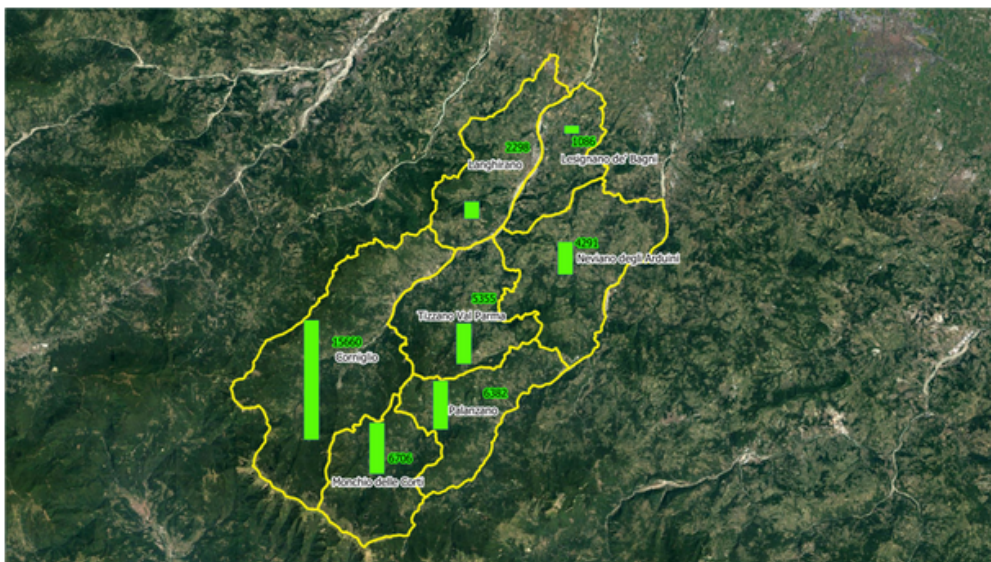 1086
2298
Lesignano de' Bagni
Langhirano
4291
Neviano degli Arduini
5355
Tizzano Val Parma
15660
Corniglio
6382
Palanzano
6706
Monchio delle Corti